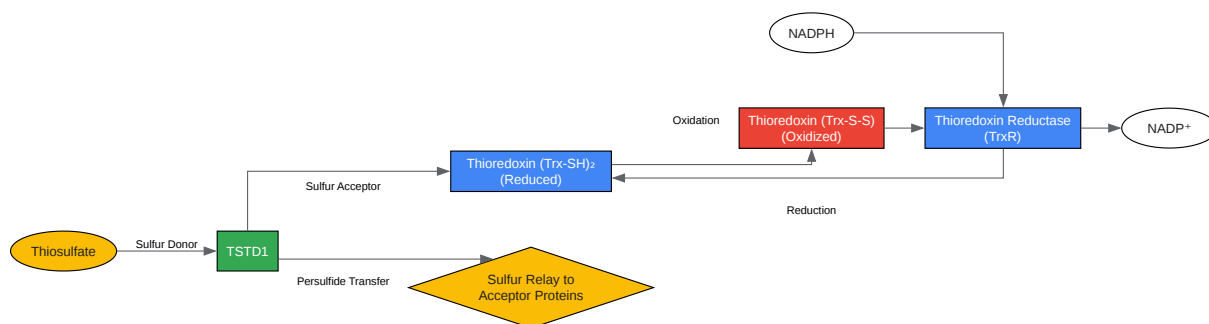 NADPH
Oxidation
Thioredoxin (Trx-S-S)
(Oxidized)
Thioredoxin Reductase
(TrxR)
NADP⁺
Thioredoxin (Trx-SH)₂
(Reduced)
Sulfur Acceptor
Reduction
Thiosulfate
Sulfur Donor
TSTD1
Persulfide Transfer
Sulfur Relay to
Acceptor Proteins